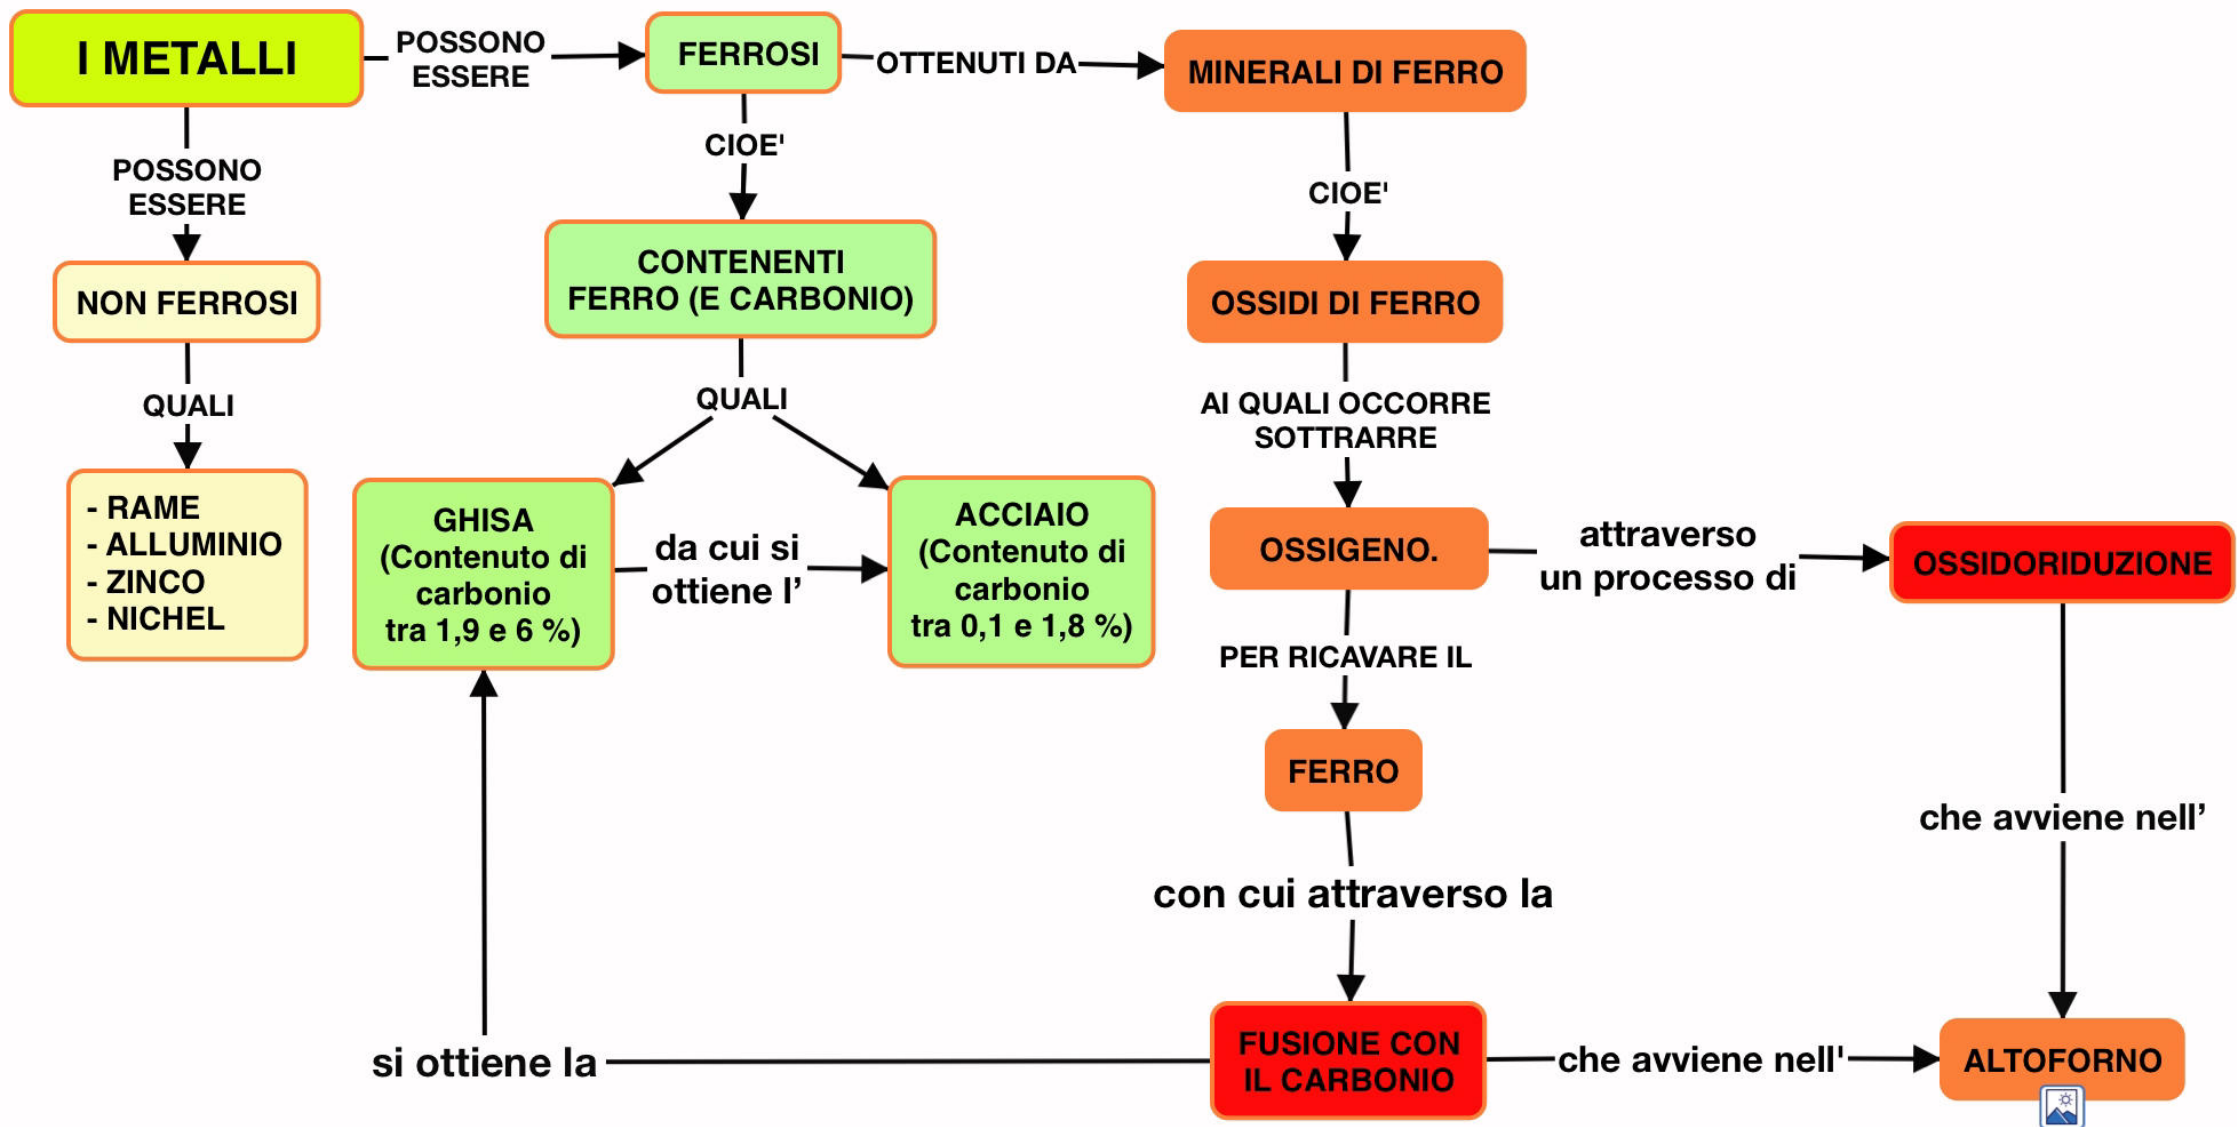 I METALLI
POSSONO
ESSERE
FERROSI
OTTENUTI DA
MINERALI DI FERRO
POSSONO
ESSERE
NON FERROSI
QUALI
- RAME
- ALLUMINIO
- ZINCO
- NICHEL
CIOE'
CONTENENTI
FERRO (E CARBONIO)
QUALI
GHISA
(Contenuto di
carbonio
tra 1,9 e 6 %)
da cui si
ottiene l’
ACCIAIO
(Contenuto di
carbonio
tra 0,1 e 1,8 %)
CIOE'
OSSIDI DI FERRO
AI QUALI OCCORRE
SOTTRARRE
OSSIGENO.
attraverso
un processo di
OSSIDORIDUZIONE
PER RICAVARE IL
FERRO
che avviene nell’
con cui attraverso la
FUSIONE CON
IL CARBONIO
si ottiene la
che avviene nell'
ALTOFORNO